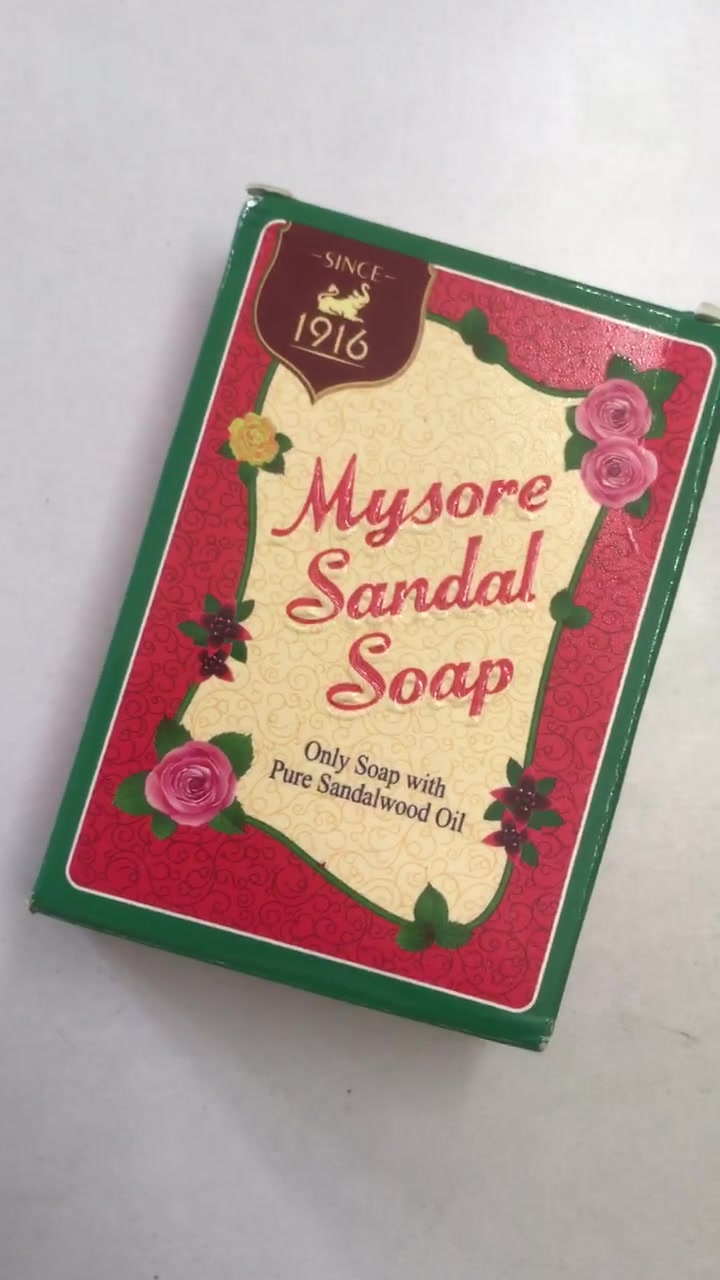 -SINCE-
1916
Mysore
Sandal
Soap
Only Soap with
Pure Sandalwood Oil